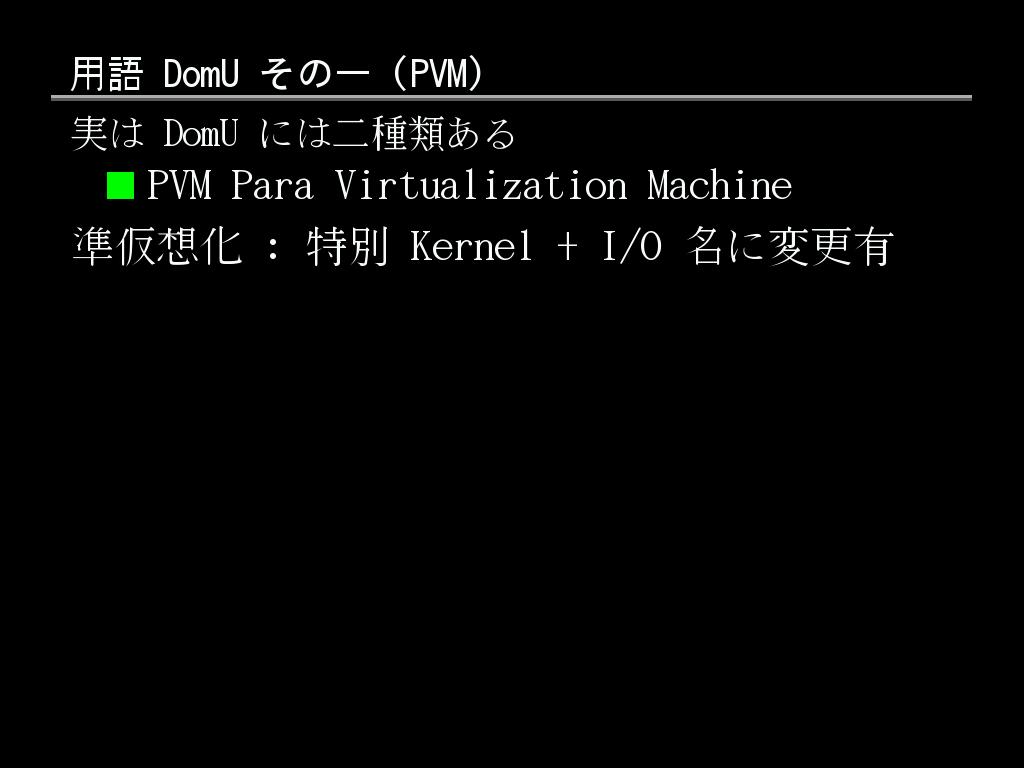 用語 DomU その一 (PVM)
実は DomU には二種類ある
PVM Para Virtualization Machine
準仮想化 : 特別 Kernel + I/O 名に変更有